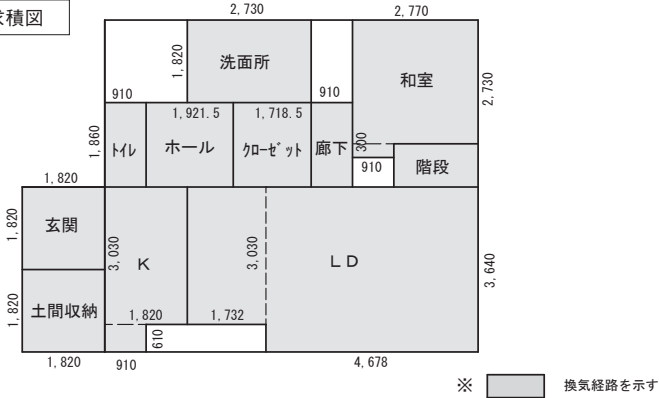 求積図
2,730
2,770
1,820
洗面所
和室
2,730
910
910
1,921.5
1,718.5
1,860
トイレ
ホール
クローゼット
廊下
300
910
階段
1,820
1,820
玄関
3,030
K
3,030
LD
3,640
1,820
土間収納
1,820
1,732
610
1,820
910
4,678
※
換気経路を示す